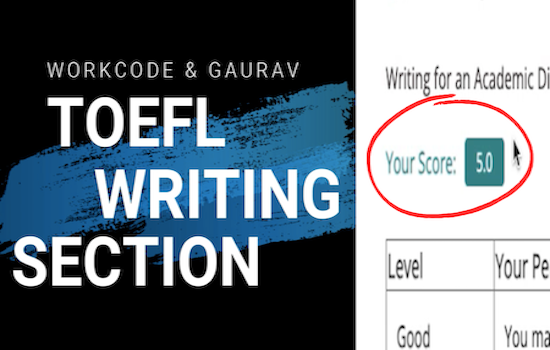 WORKCODE & GAURAV
TOEFL
WRITING
SECTION
Writing for an Academic Di
Your Score: 5.0
Level
Your Pe
Good
You ma